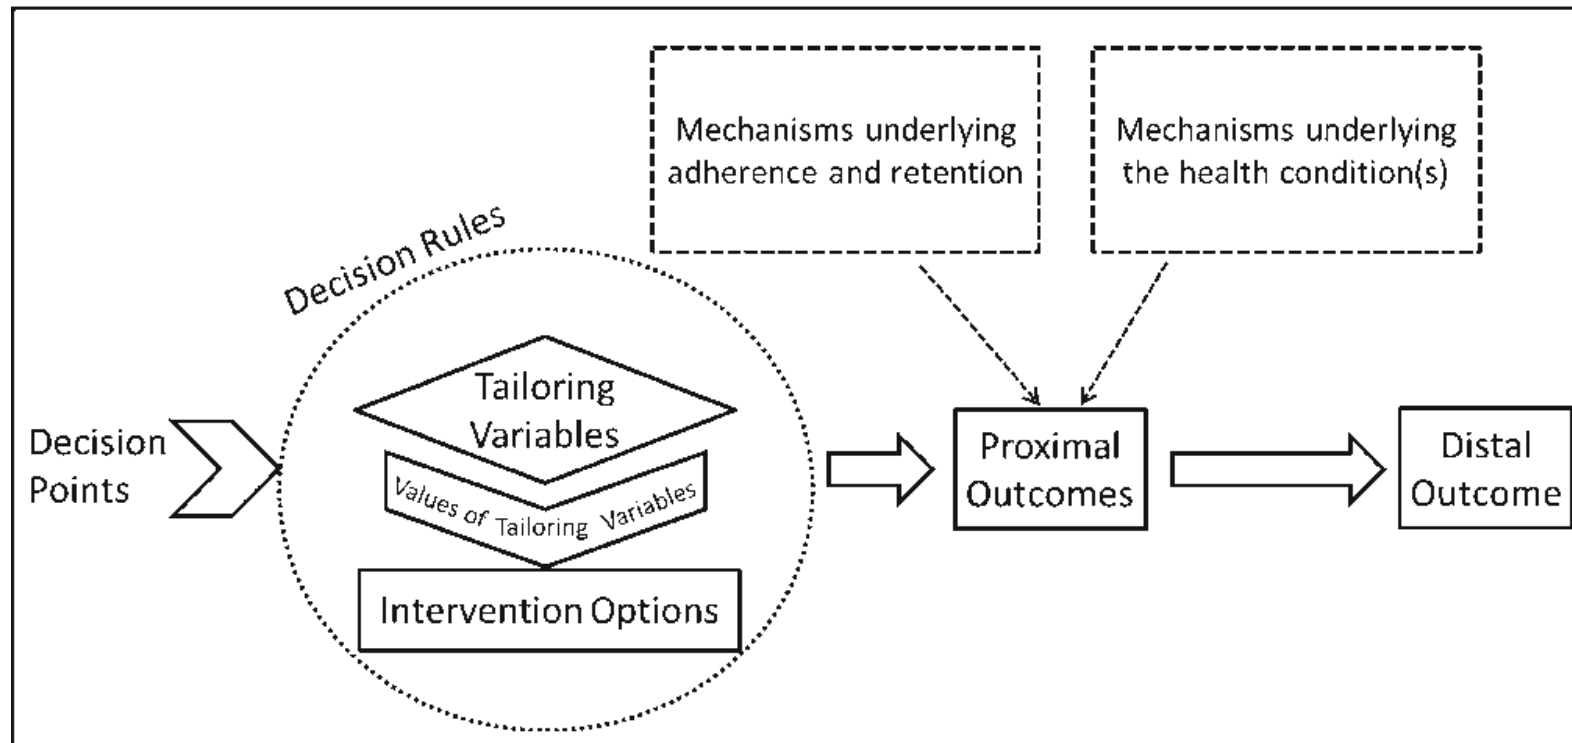 Mechanisms underlying
adherence and retention
Mechanisms underlying
the health condition(s)
Decision Rules
Tailoring
Variables
Values of Tailoring Variables
Intervention Options
Decision
Points
Proximal
Outcomes
Distal
Outcome